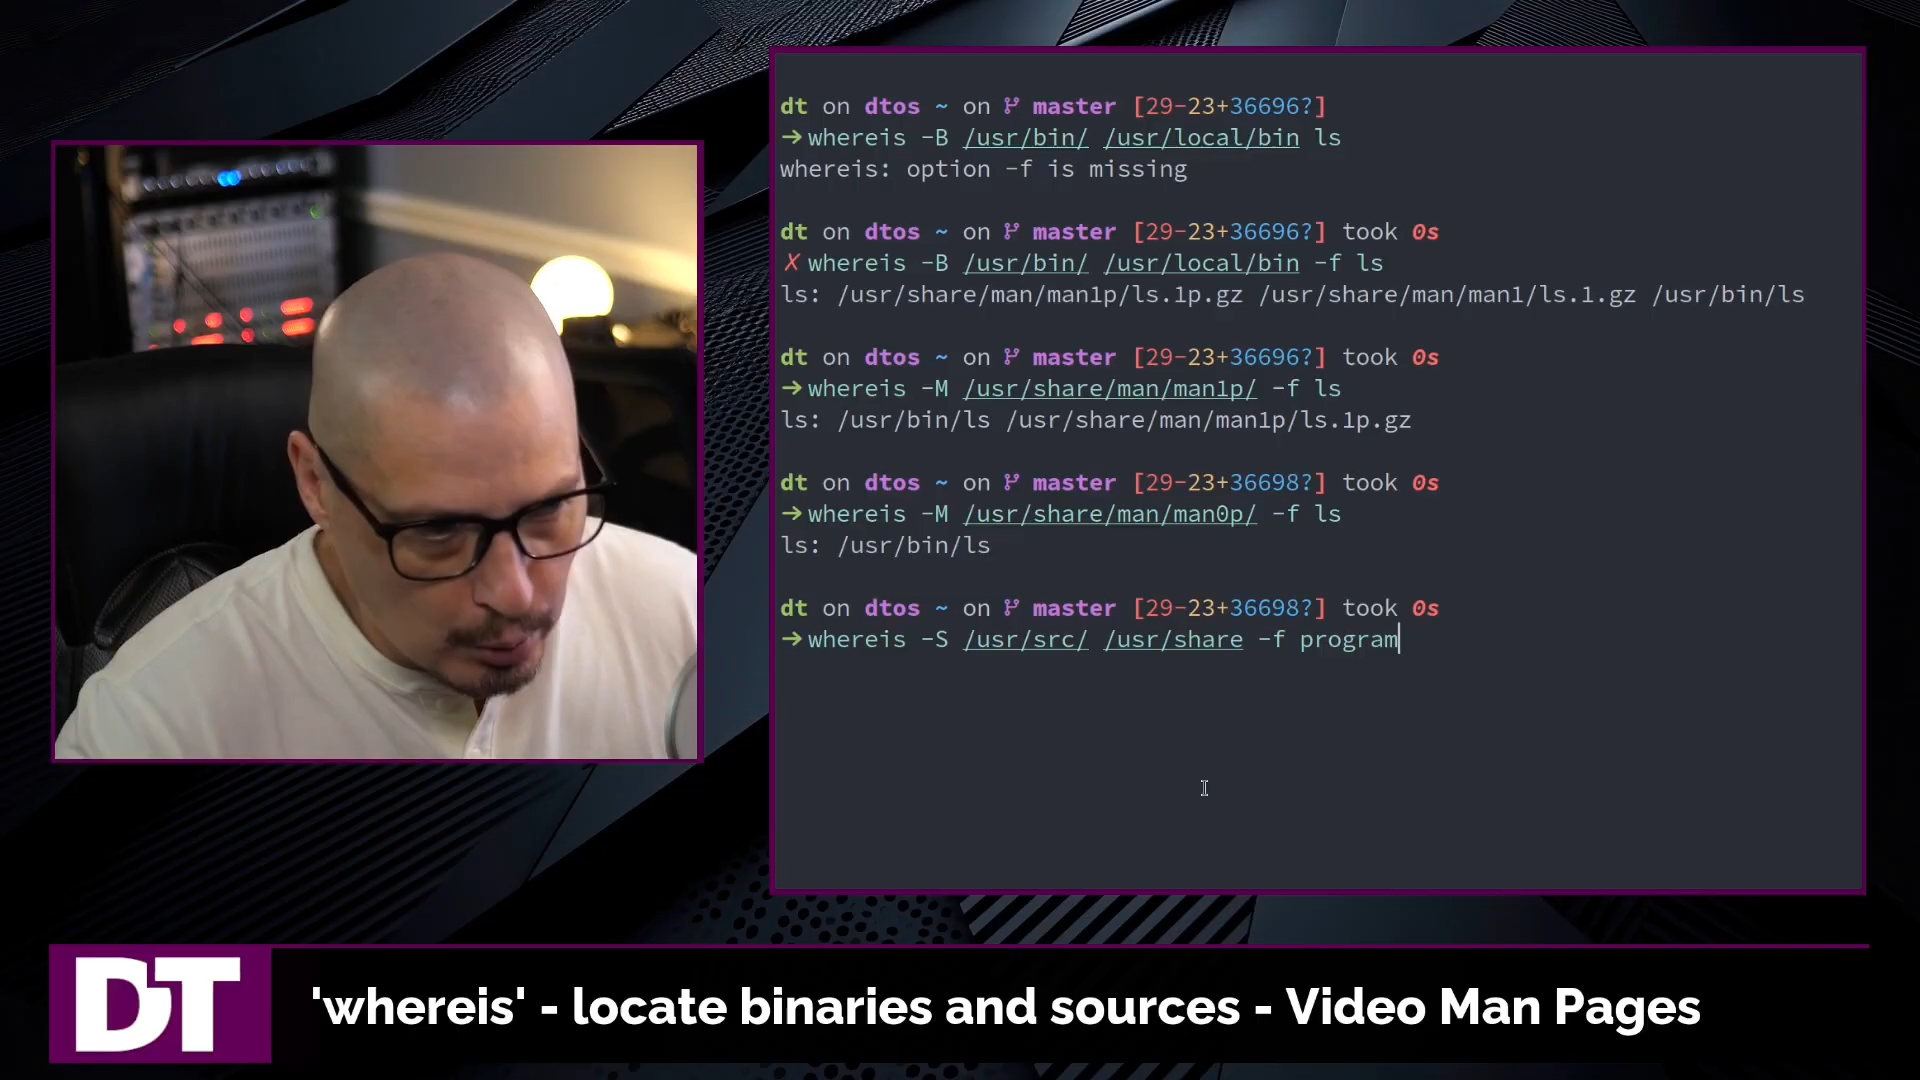 dt on dtos ~ on master [29-23+36696?]
→ whereis -B /usr/bin/ /usr/local/bin ls
whereis: option -f is missing
dt on dtos ~ on master [29-23+36696?] took 0s
✗ whereis -B /usr/bin/ /usr/local/bin -f ls
ls: /usr/share/man/man1p/ls.1p.gz /usr/share/man/man1/ls.1.gz /usr/bin/ls
dt on dtos ~ on master [29-23+36696?] took 0s
→ whereis -M /usr/share/man/man1p/ -f ls
ls: /usr/bin/ls /usr/share/man/man1p/ls.1p.gz
dt on dtos ~ on master [29-23+36698?] took 0s
→ whereis -M /usr/share/man/man0p/ -f ls
ls: /usr/bin/ls
dt on dtos ~ on master [29-23+36698?] took 0s
→ whereis -S /usr/src/ /usr/share -f program
DT
'whereis' - locate binaries and sources - Video Man Pages